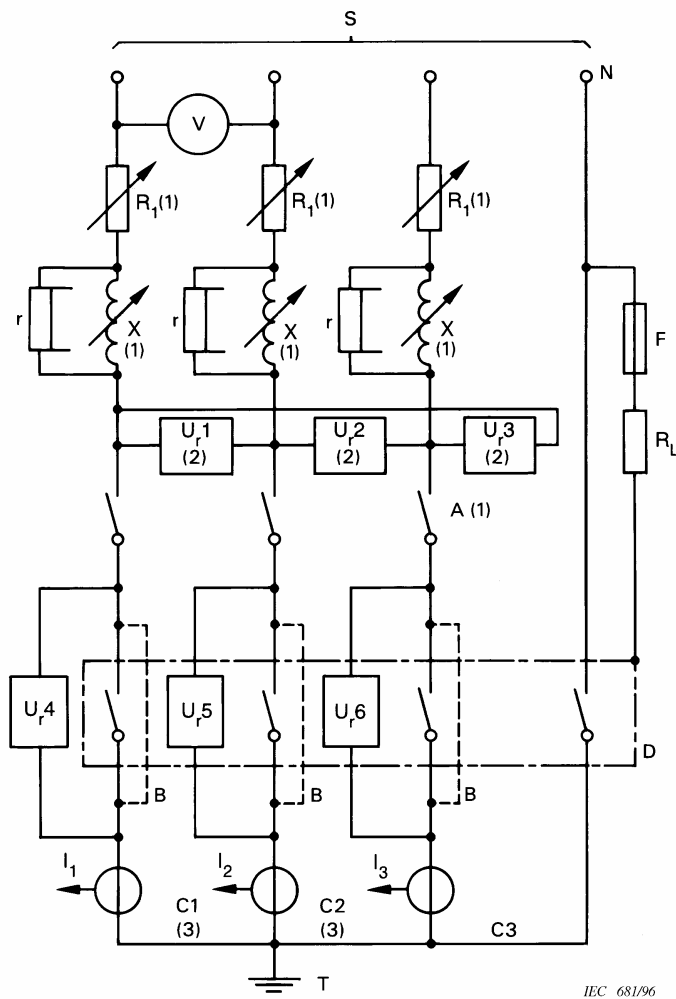 S
N
V
R1(1)
R1(1)
R1(1)
r
X
(1)
r
X
(1)
r
X
(1)
F
RL
Ur1
(2)
Ur2
(2)
Ur3
(2)
A (1)
Ur4
Ur5
Ur6
D
B
B
B
I1
I2
I3
C1
(3)
C2
(3)
C3
T
IEC 681/96